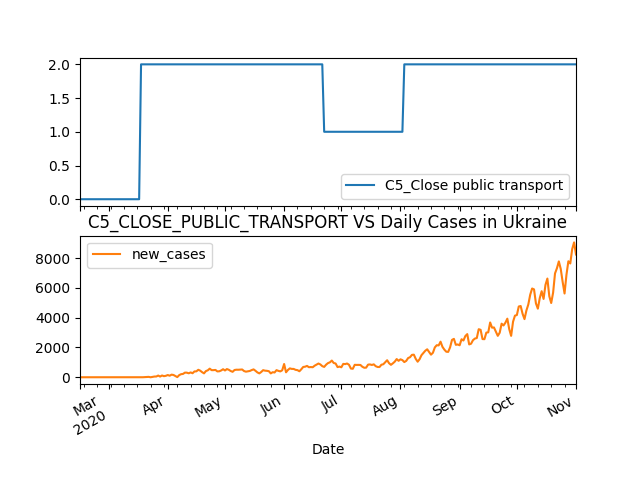 2.0
1.5
1.0
0.5
0.0
C5_Close public transport
C5_CLOSE_PUBLIC_TRANSPORT VS Daily Cases in Ukraine
new_cases
8000
6000
4000
2000
0
Mar
2020
Apr
May
Jun
Jul
Aug
Sep
Oct
Nov
Date